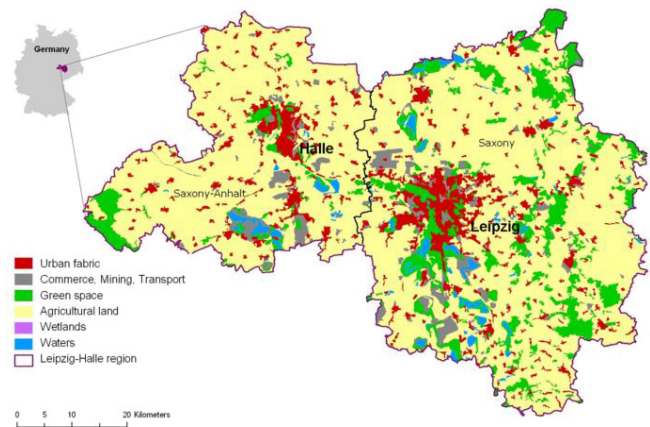 Germany
Halle
Saxony
Saxony-Anhalt
Leipzig
Urban fabric
Commerce, Mining, Transport
Green space
Agricultural land
Wetlands
Waters
Leipzig-Halle region
0 5 10 20 Kilometers